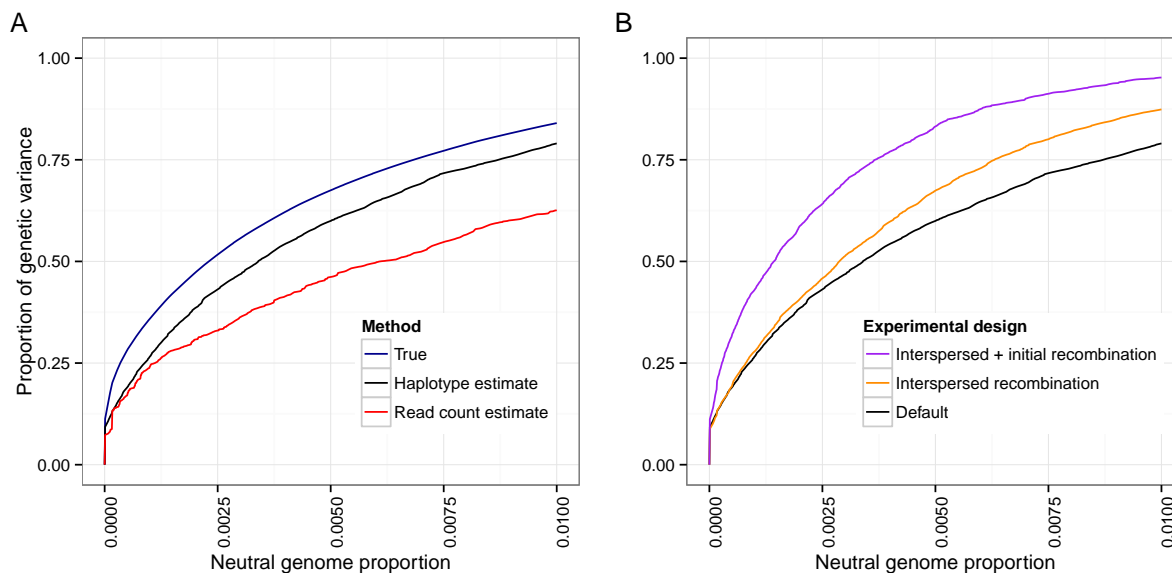 A
Proportion of genetic variance
1.00
0.75
0.50
0.25
0.00
Method
True
Haplotype estimate
Read count estimate
0.0000
0.0025
0.0050
0.0075
0.0100
Neutral genome proportion
B
1.00
0.75
0.50
0.25
0.00
Experimental design
Interspersed + initial recombination
Interspersed recombination
Default
0.0000
0.0025
0.0050
0.0075
0.0100
Neutral genome proportion